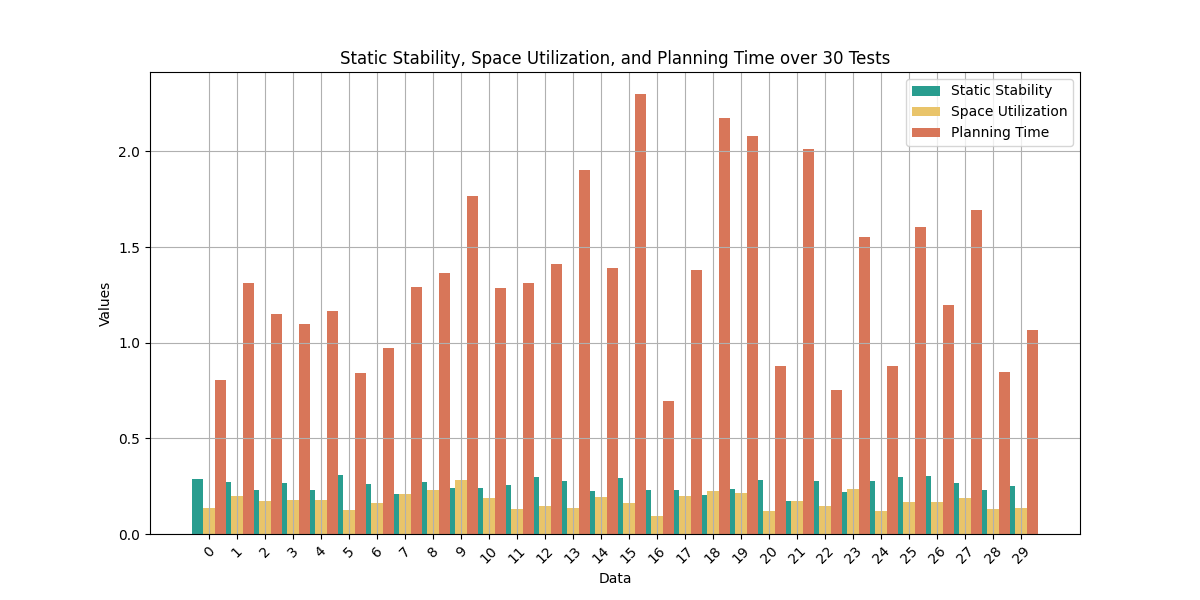 Static Stability, Space Utilization, and Planning Time over 30 Tests
Static Stability
Space Utilization
Planning Time
2.0
1.5
1.0
0.5
0.0
Values
0 1 2 3 4 5 6 7 8 9 10 11 12 13 14 15 16 17 18 19 20 21 22 23 24 25 26 27 28 29
Data